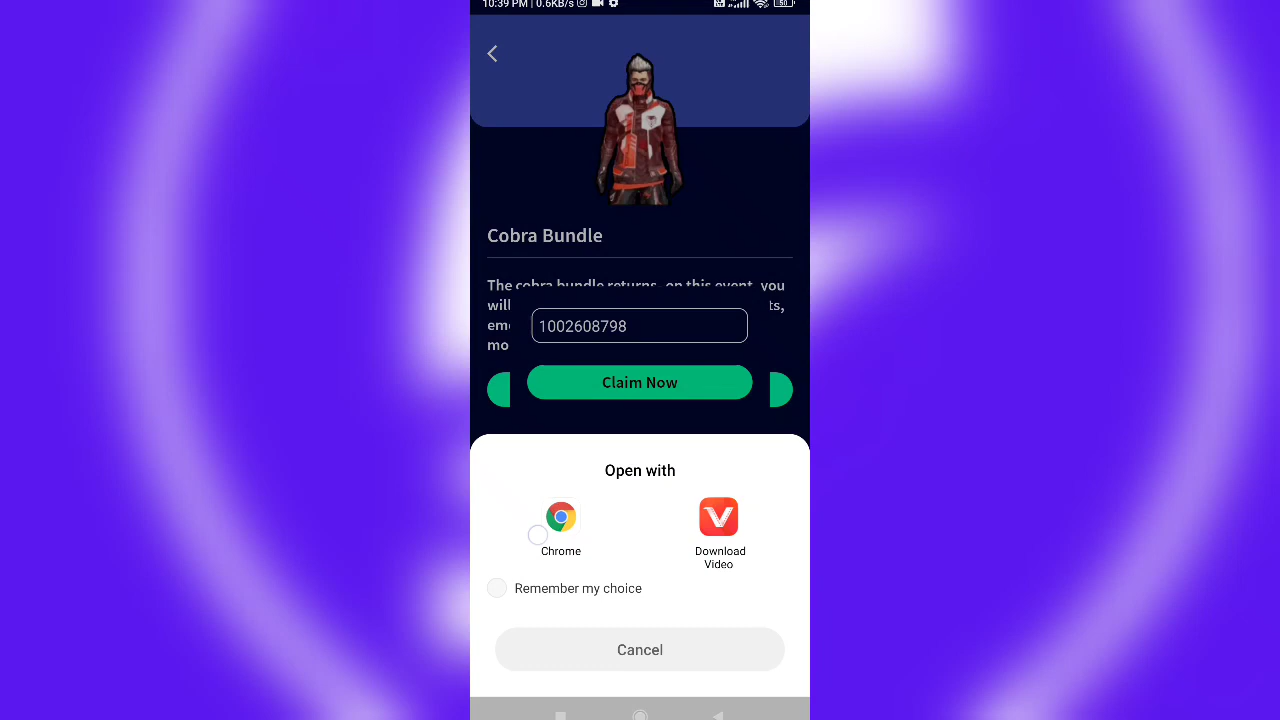 10:39 PM | 0.6KB/s
Cobra Bundle
The cobra bundle returns, on this event, you
will
ts,
eme
mo
1002608798
Claim Now
Open with
Chrome
Download
Video
Remember my choice
Cancel